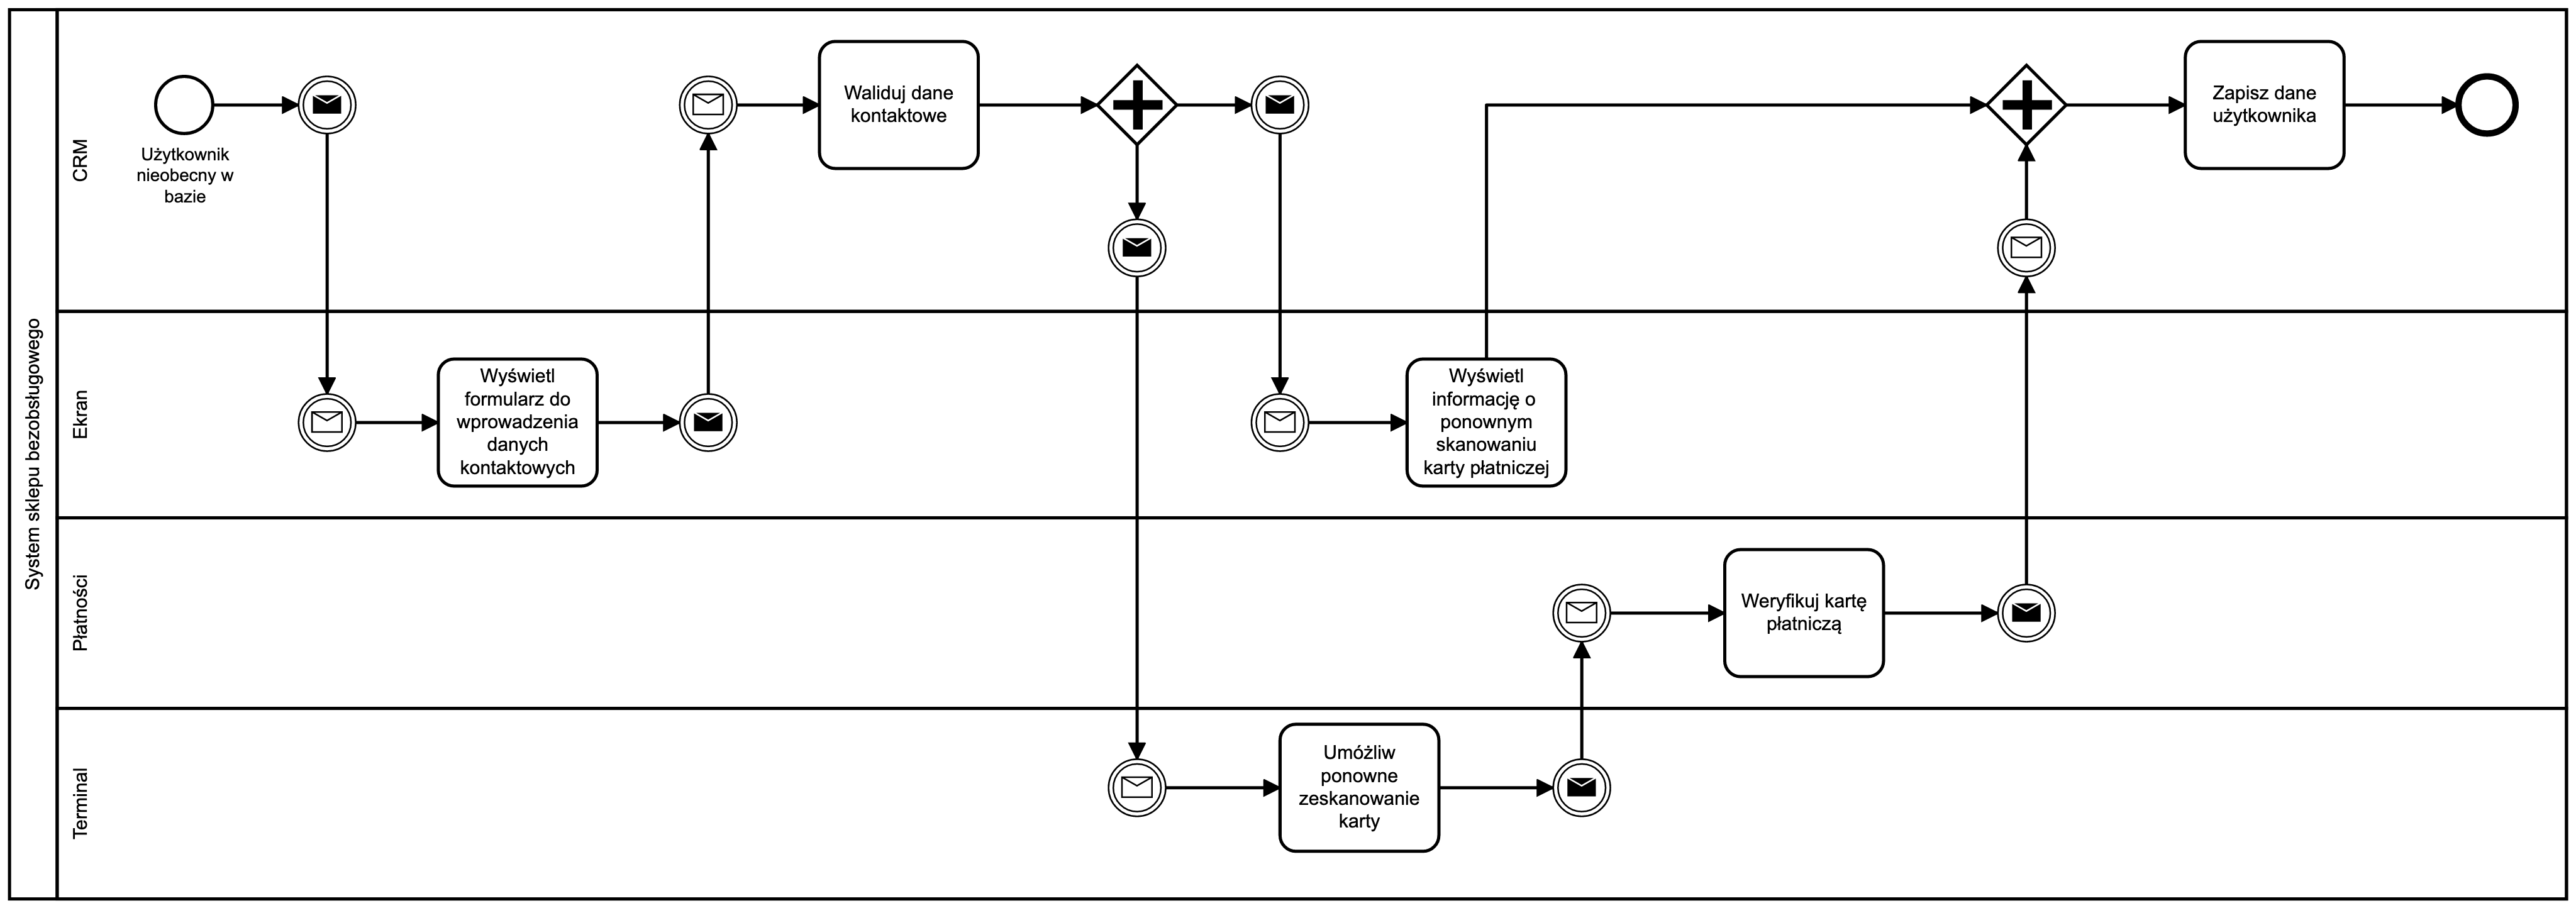 System sklepu bezobsługowego
CRM
Użytkownik
nieobecny w
bazie
Waliduj dane
kontaktowe
Zapisz dane
użytkownika
Ekran
Wyświetl
formularz do
wprowadzenia
danych
kontaktowych
Wyświetl
informację o
ponownym
skanowaniu
karty płatniczej
Płatności
Weryfikuj kartę
płatniczą
Terminal
Umóżliw
ponowne
zeskanowanie
karty